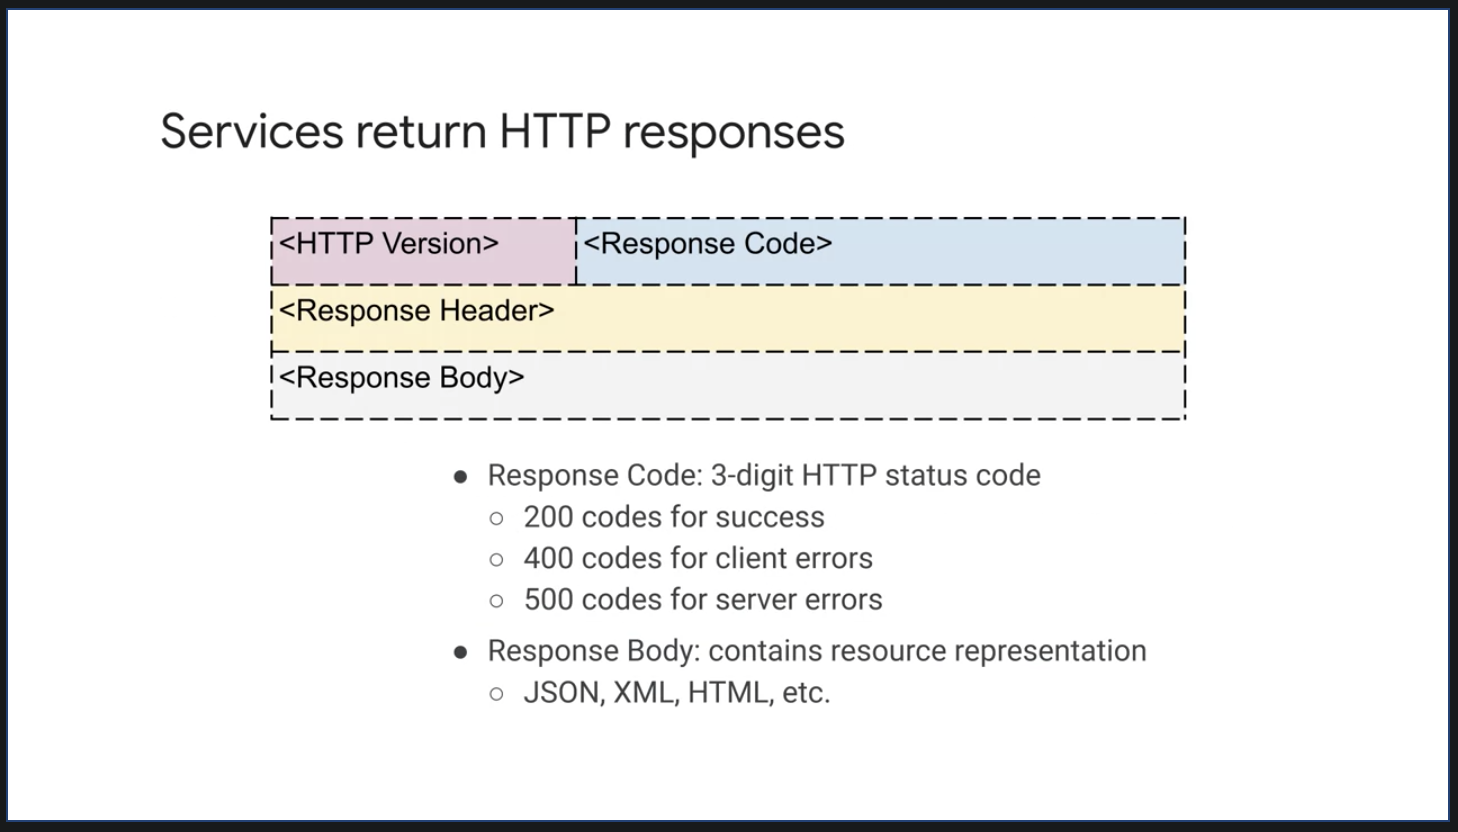 Services return HTTP responses
<HTTP Version> <Response Code>
<Response Header>
<Response Body>
● Response Code: 3-digit HTTP status code
○ 200 codes for success
○ 400 codes for client errors
○ 500 codes for server errors
● Response Body: contains resource representation
○ JSON, XML, HTML, etc.